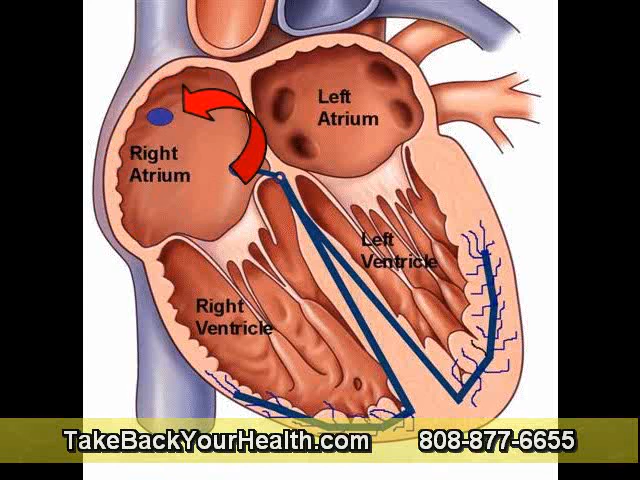 Left
Atrium
Right
Atrium
Left
Ventricle
Right
Ventricle
TakeBackYourHealth.com 808-877-6655